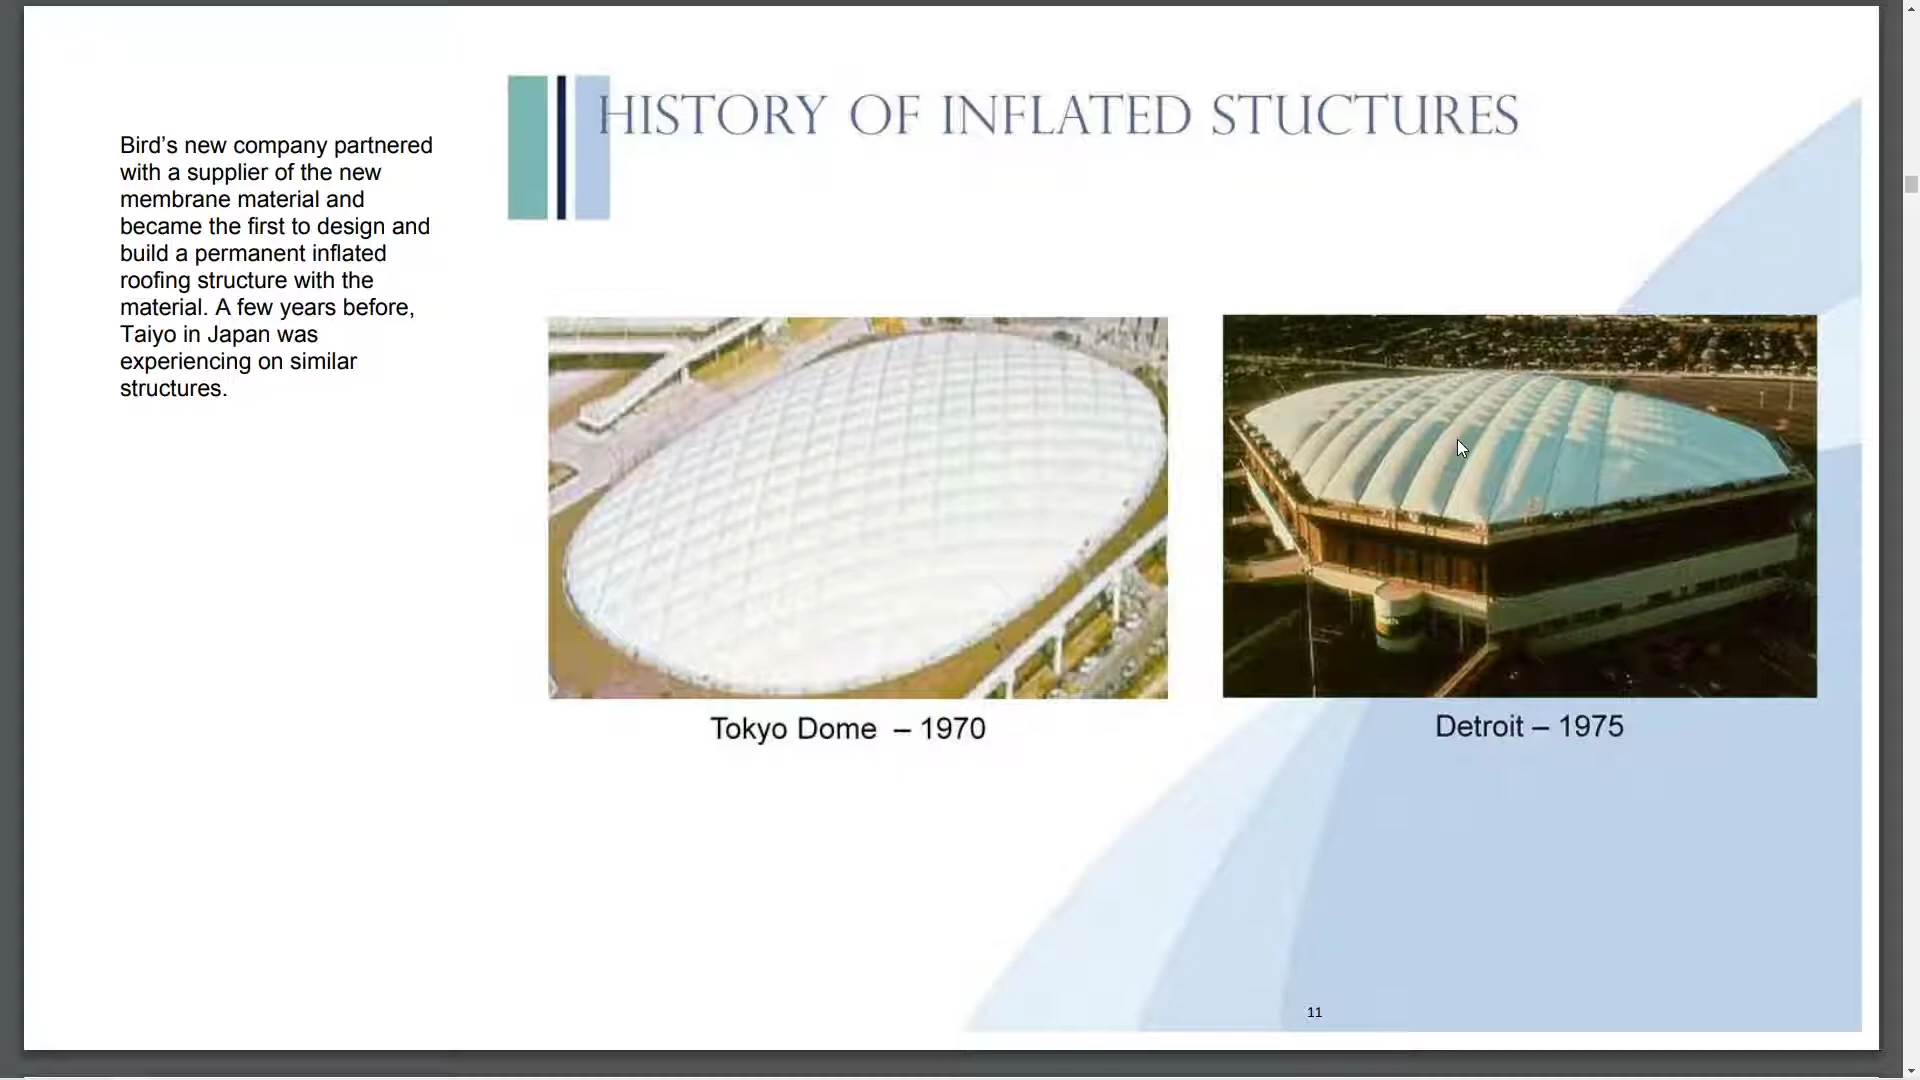 HISTORY OF INFLATED STUCTURES
Bird’s new company partnered
with a supplier of the new
membrane material and
became the first to design and
build a permanent inflated
roofing structure with the
material. A few years before,
Taiyo in Japan was
experiencing on similar
structures.
Tokyo Dome – 1970
Detroit – 1975
11